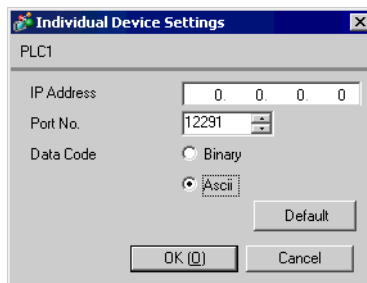 Individual Device Settings
PLC1
IP Address 0. 0. 0. 0
Port No. 12291
Data Code Binary
Ascii
Default
OK (O) Cancel